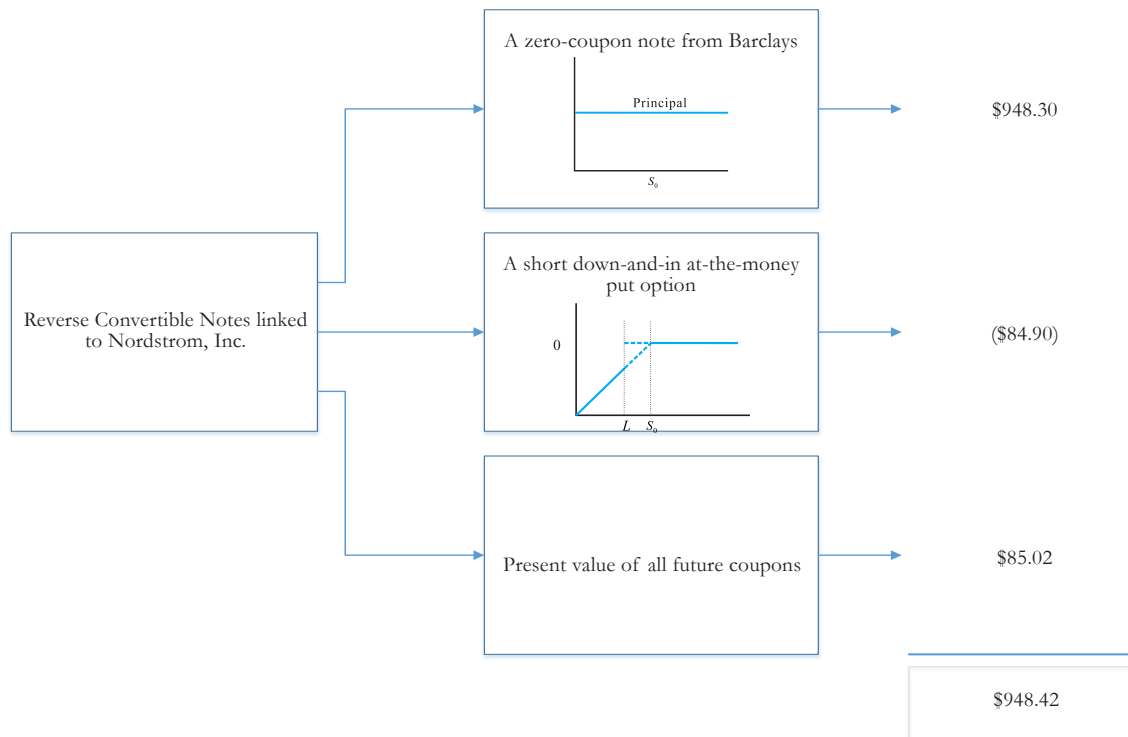 A zero-coupon note from Barclays
Principal
S₀
$948.30
Reverse Convertible Notes linked
to Nordstrom, Inc.
A short down-and-in at-the-money
put option
0
L S₀
($84.90)
Present value of all future coupons
$85.02
$948.42